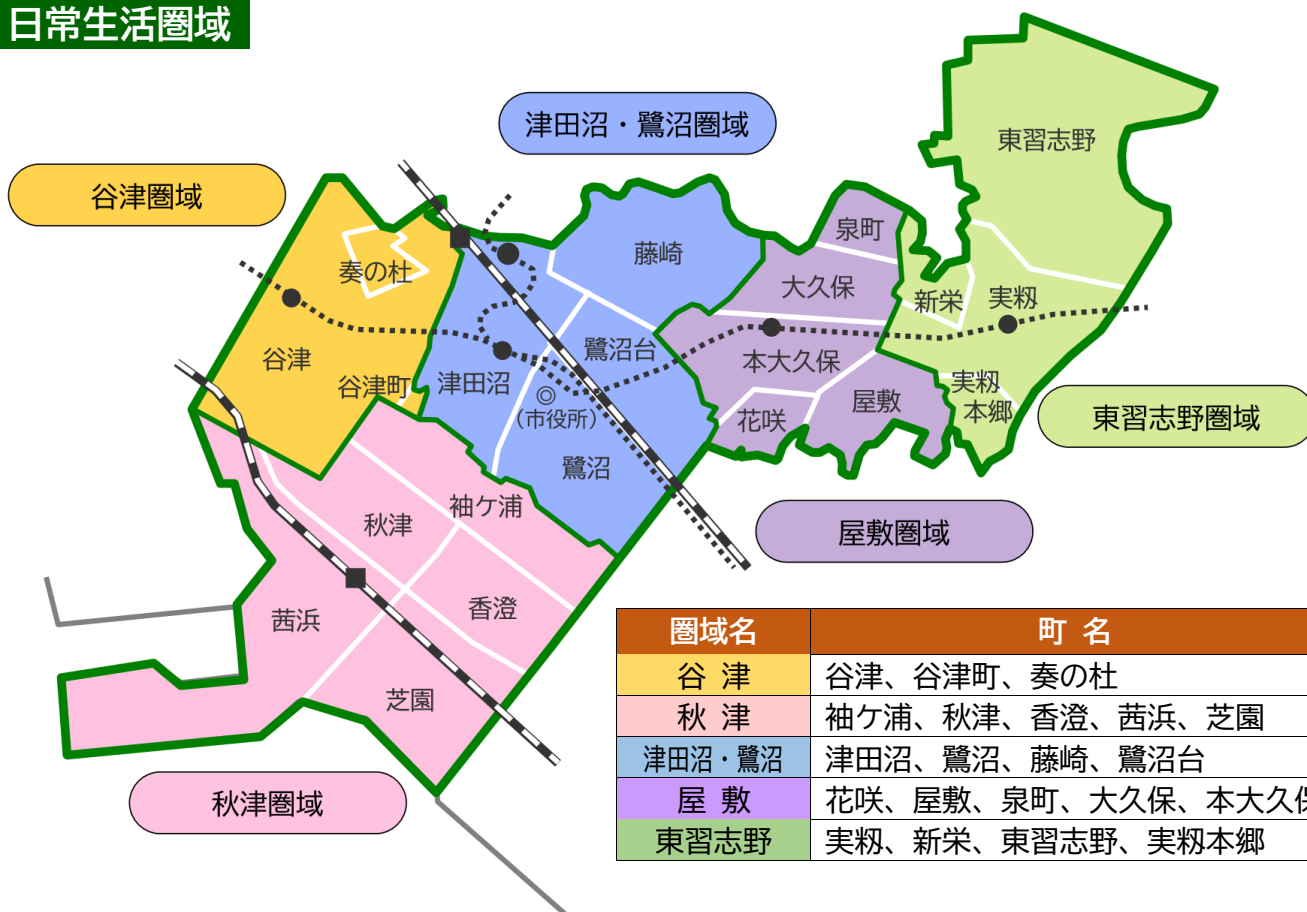 日常生活圏域
津田沼・鷺沼圏域
谷津圏域
東習志野
泉町
藤崎
奏の杜
大久保
新栄
実籾
谷津
鷺沼台
本大久保
谷津町
津田沼
実籾
本郷
屋敷
花咲
◎
（市役所）
東習志野圏域
鷺沼
袖ケ浦
秋津
屋敷圏域
香澄
茜浜
芝園
秋津圏域
圏域名 町 名
谷 津 谷津、谷津町、奏の杜
秋 津 袖ケ浦、秋津、香澄、茜浜、芝園
津田沼・鷺沼 津田沼、鷺沼、藤崎、鷺沼台
屋 敷 花咲、屋敷、泉町、大久保、本大久保
東習志野 実籾、新栄、東習志野、実籾本郷